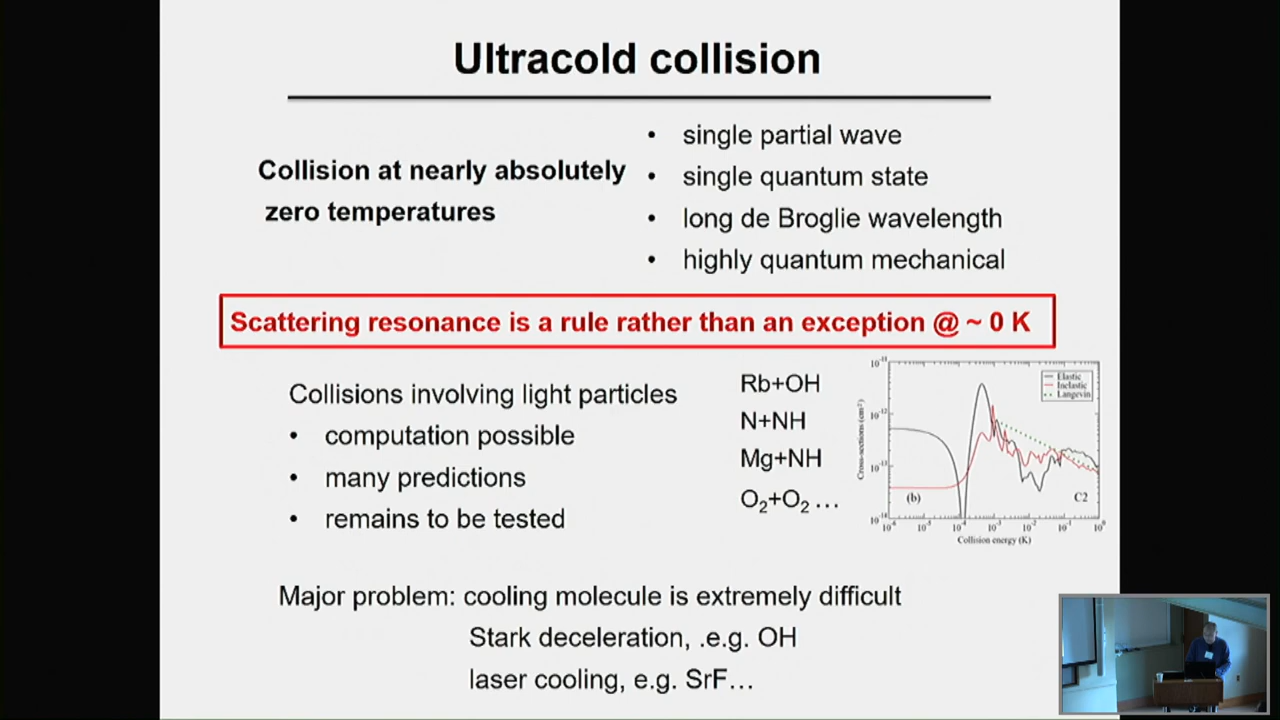 Ultracold collision
Collision at nearly absolutely
zero temperatures
• single partial wave
• single quantum state
• long de Broglie wavelength
• highly quantum mechanical
Scattering resonance is a rule rather than an exception @ ~ 0 K
Collisions involving light particles
• computation possible
• many predictions
• remains to be tested
Rb+OH
N+NH
Mg+NH
O₂+O₂ …
Elastic
Inelastic
Langevin
Cross-sections (cm²)
(b)
C2
Collision energy (K)
Major problem: cooling molecule is extremely difficult
Stark deceleration, .e.g. OH
laser cooling, e.g. SrF…